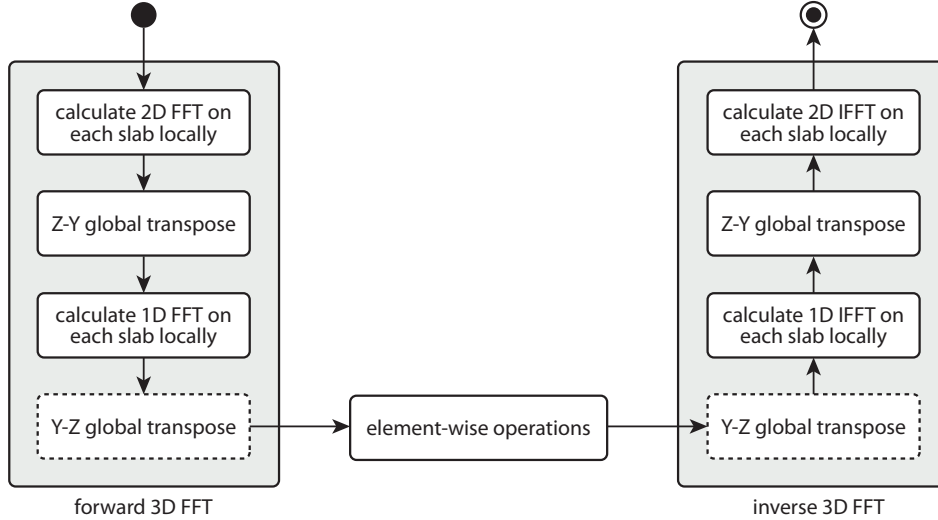 calculate 2D FFT on
each slab locally
Z-Y global transpose
calculate 1D FFT on
each slab locally
Y-Z global transpose
forward 3D FFT
element-wise operations
calculate 2D IFFT on
each slab locally
Z-Y global transpose
calculate 1D IFFT on
each slab locally
Y-Z global transpose
inverse 3D FFT